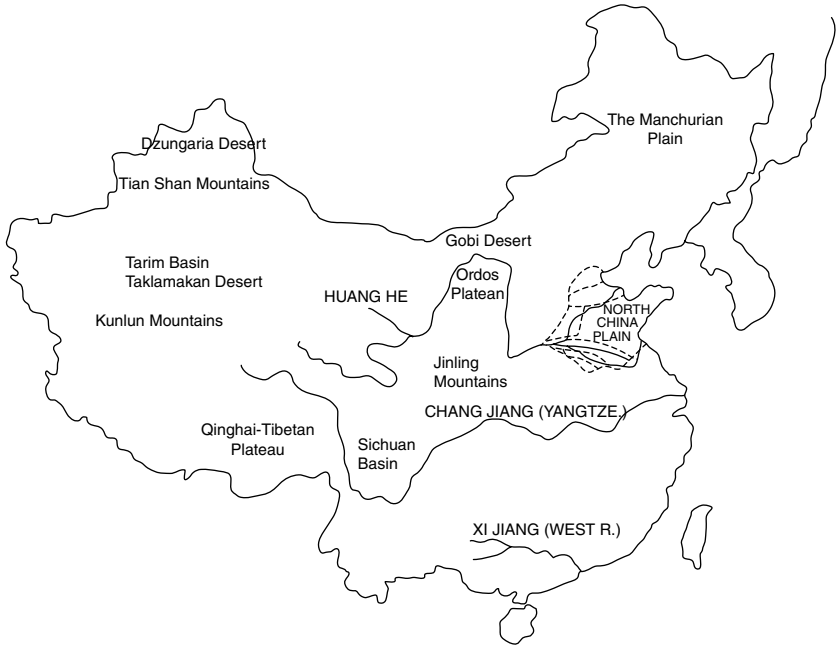 The Manchurian
Plain
Dzungaria Desert
Tian Shan Mountains
Gobi Desert
Tarim Basin
Taklamakan Desert
Ordos
Platean
HUANG HE
NORTH
CHINA
PLAIN
Kunlun Mountains
Jinling
Mountains
CHANG JIANG (YANGTZE.)
Qinghai-Tibetan
Plateau
Sichuan
Basin
XI JIANG (WEST R.)